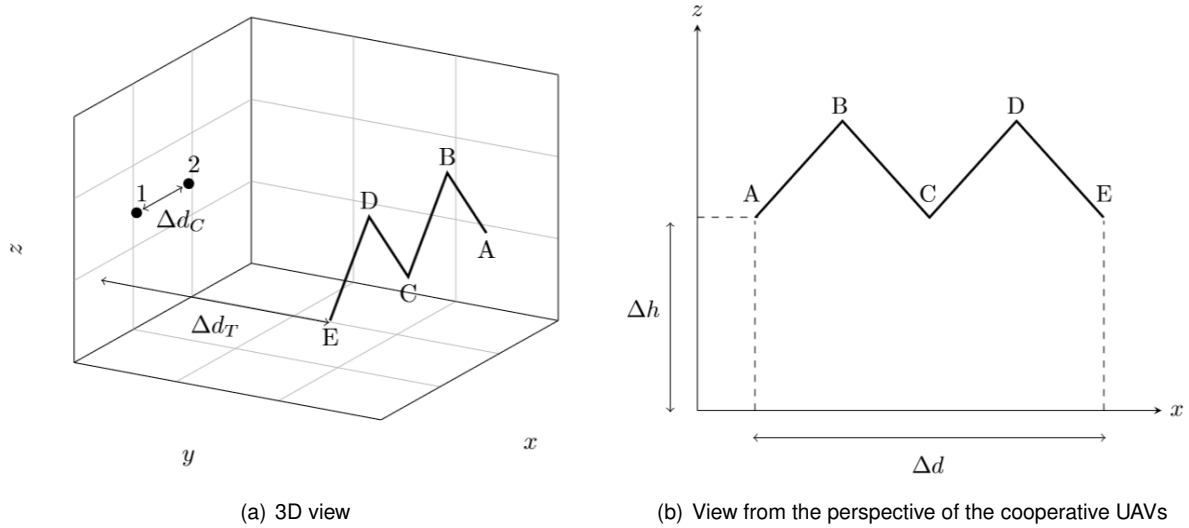 1
2
Δd_C
B
D
A
C
E
Δd_T
z
y
x
(a) 3D view
z
B
D
A
C
E
Δh
x
Δd
(b) View from the perspective of the cooperative UAVs